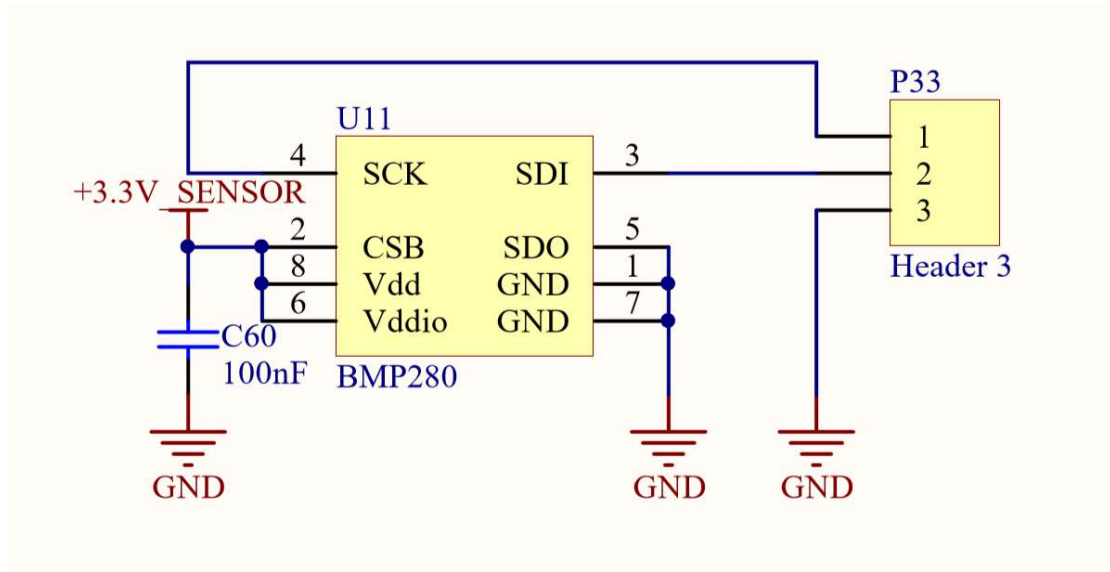 P33
U11
1
4
SCK
SDI
3
2
+3.3V_SENSOR
3
2
CSB
SDO
5
8
Vdd
GND
1
Header 3
6
Vddio
GND
7
C60
100nF
BMP280
GND
GND
GND